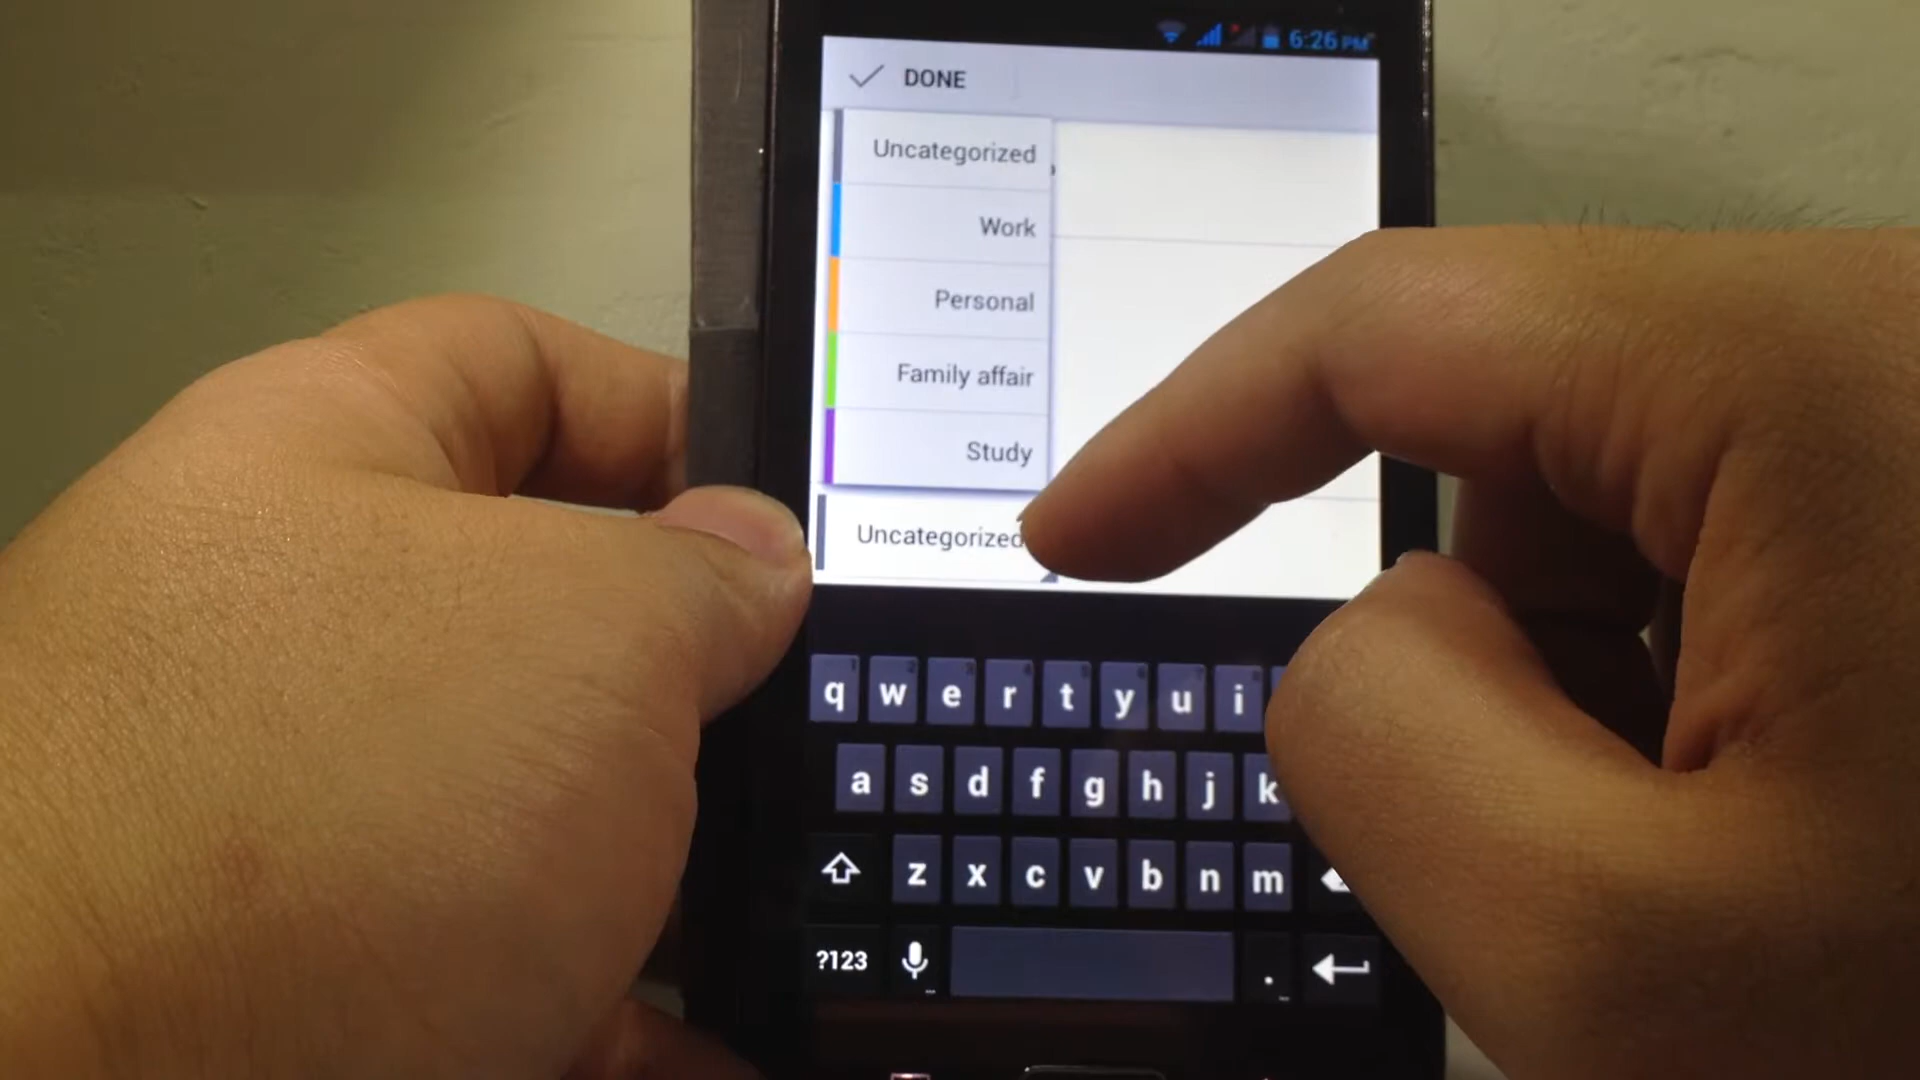 6:26 PM
DONE
Uncategorized
Work
Personal
Family affair
Study
Uncategorized
q w e r t y u i
a s d f g h j k
z x c v b n m
?123 .